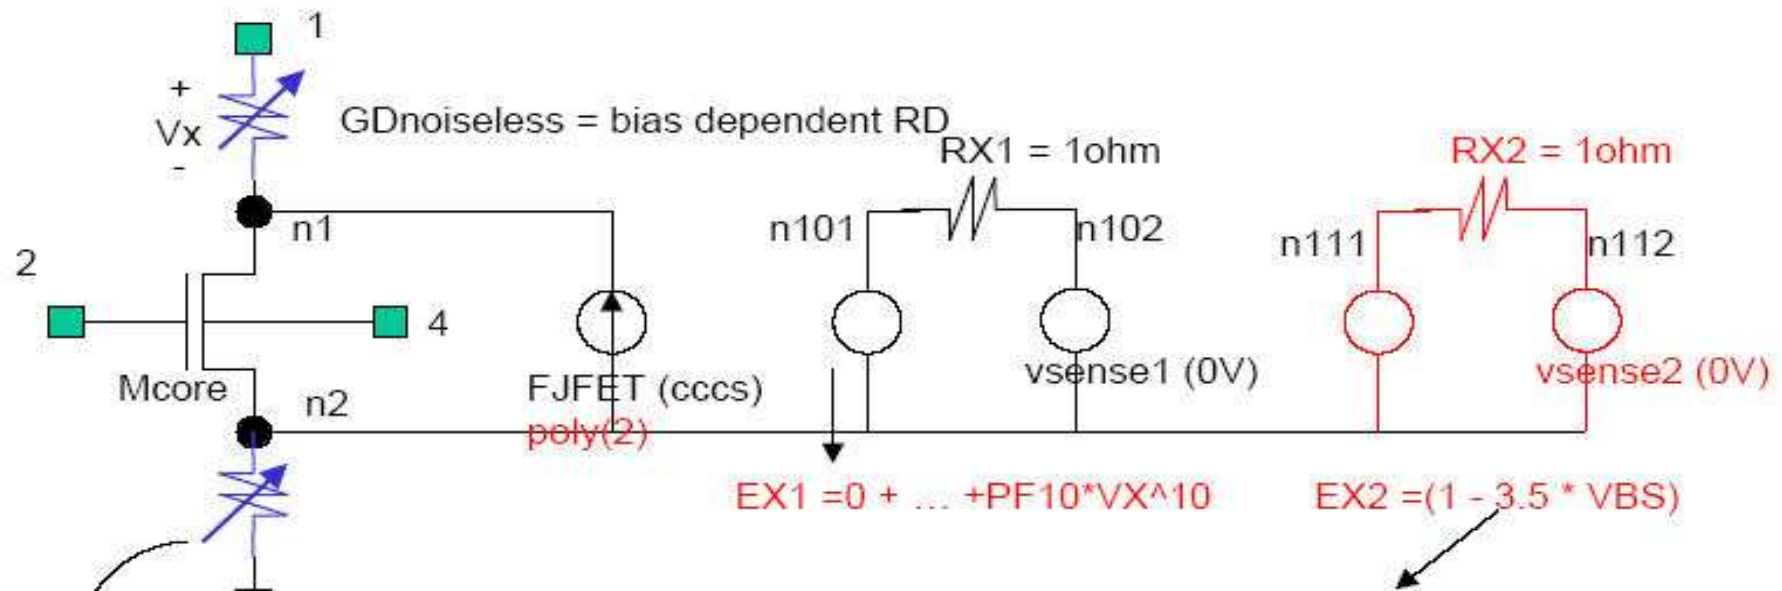 1
+
Vx
-
GDnoiseless = bias dependent RD
RX1 = 1ohm
RX2 = 1ohm
n1
n101
n102
n111
n112
2
4
Mcore
n2
FJFET (cccs)
poly(2)
vsense1 (0V)
vsense2 (0V)
EX1 =0 + ... +PF10*VX^10
EX2 =(1 - 3.5 * VBS)